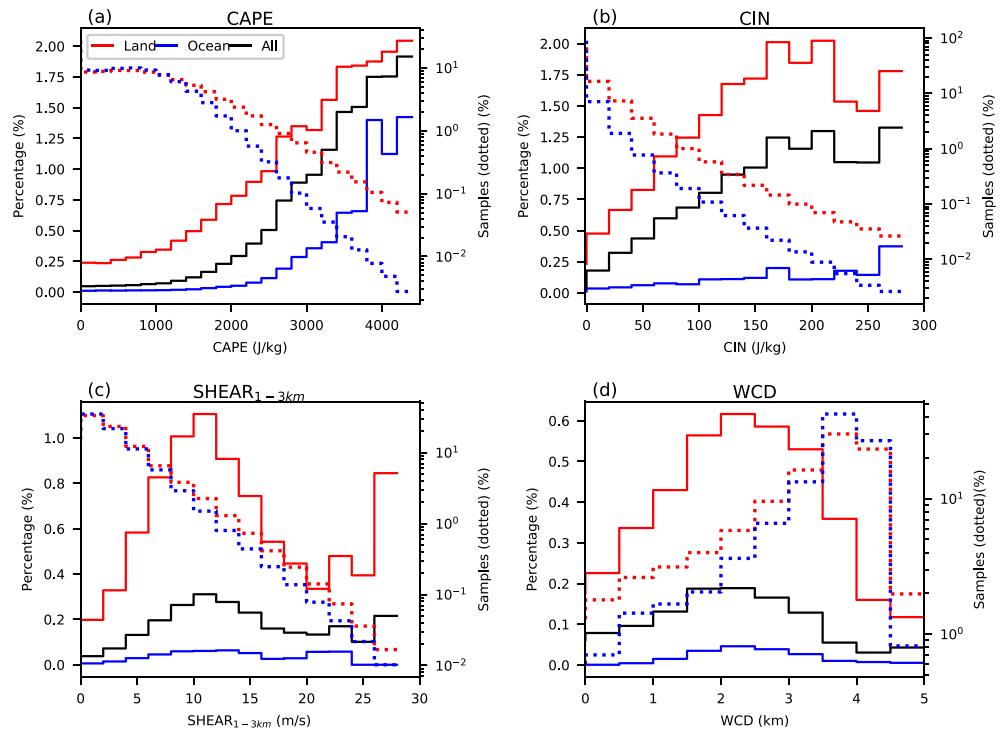 (a) CAPE
Land Ocean All
2.00
1.75
1.50
1.25
1.00
0.75
0.50
0.25
0.00
Percentage (%)
10¹
10⁰
10⁻¹
10⁻²
Samples (dotted) (%)
0 1000 2000 3000 4000
CAPE (J/kg)
(b) CIN
2.00
1.75
1.50
1.25
1.00
0.75
0.50
0.25
0.00
Percentage (%)
10²
10¹
10⁰
10⁻¹
10⁻²
Samples (dotted) (%)
0 50 100 150 200 250 300
CIN (J/kg)
(c) SHEAR₁₋₃ₖₘ
1.0
0.8
0.6
0.4
0.2
0.0
Percentage (%)
10¹
10⁰
10⁻¹
10⁻²
Samples (dotted) (%)
0 5 10 15 20 25 30
SHEAR₁₋₃ₖₘ (m/s)
(d) WCD
0.6
0.5
0.4
0.3
0.2
0.1
0.0
Percentage (%)
10¹
10⁰
Samples (dotted)(%)
0 1 2 3 4 5
WCD (km)